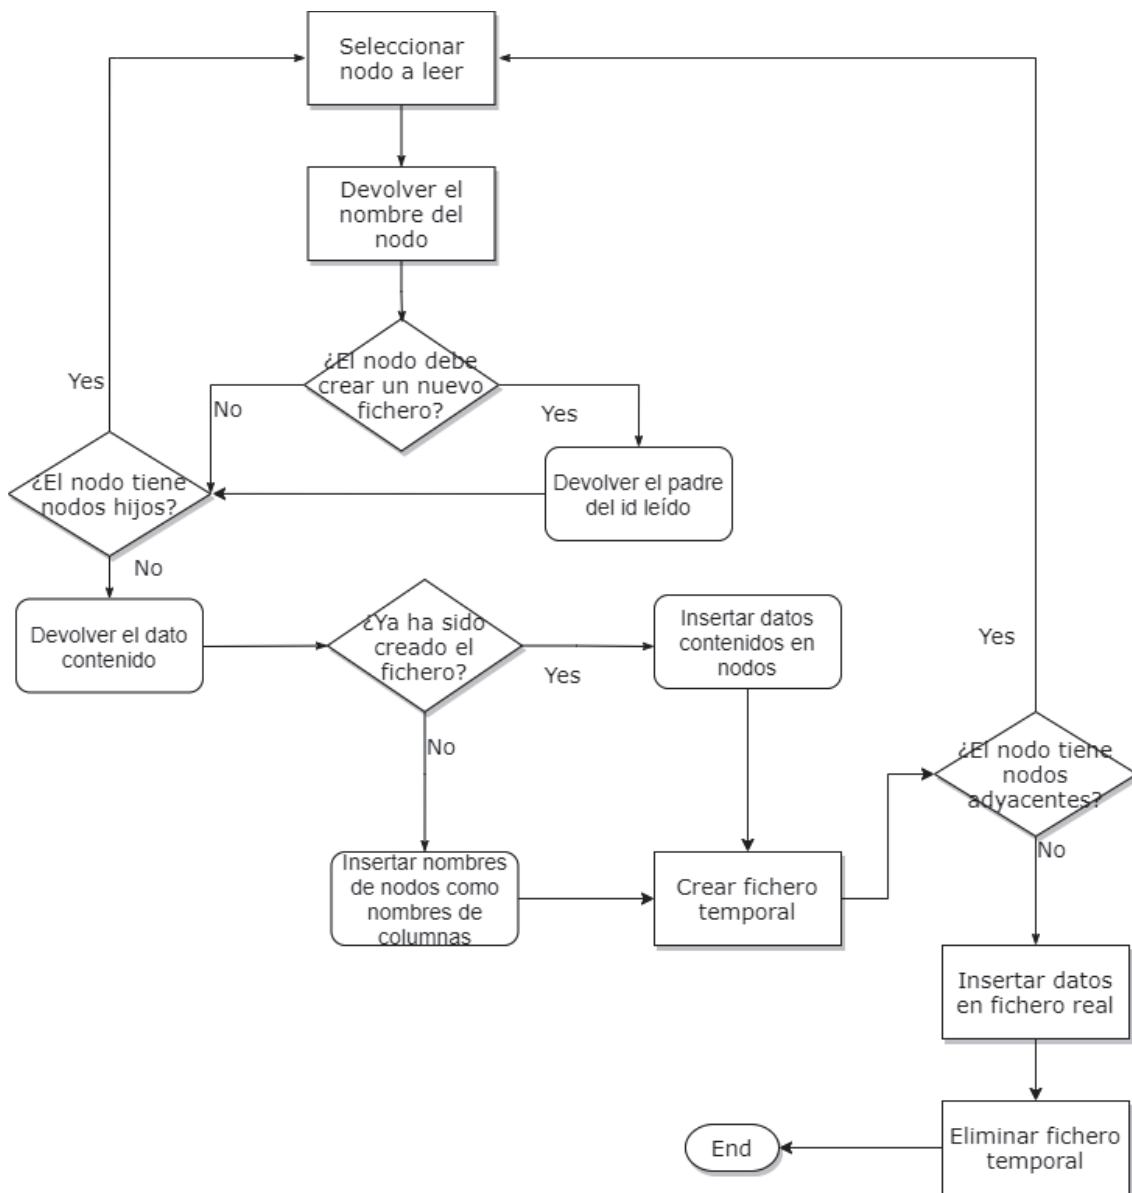 Seleccionar
nodo a leer
Devolver el
nombre del
nodo
¿El nodo debe
crear un nuevo
fichero?
Yes
No
Yes
Devolver el padre
del id leído
¿El nodo tiene
nodos hijos?
No
Devolver el dato
contenido
¿Ya ha sido
creado el
fichero?
Yes
Insertar datos
contenidos en
nodos
Yes
No
¿El nodo tiene
nodos
adyacentes?
No
Insertar nombres
de nodos como
nombres de
columnas
Crear fichero
temporal
Insertar datos
en fichero real
Eliminar fichero
temporal
End